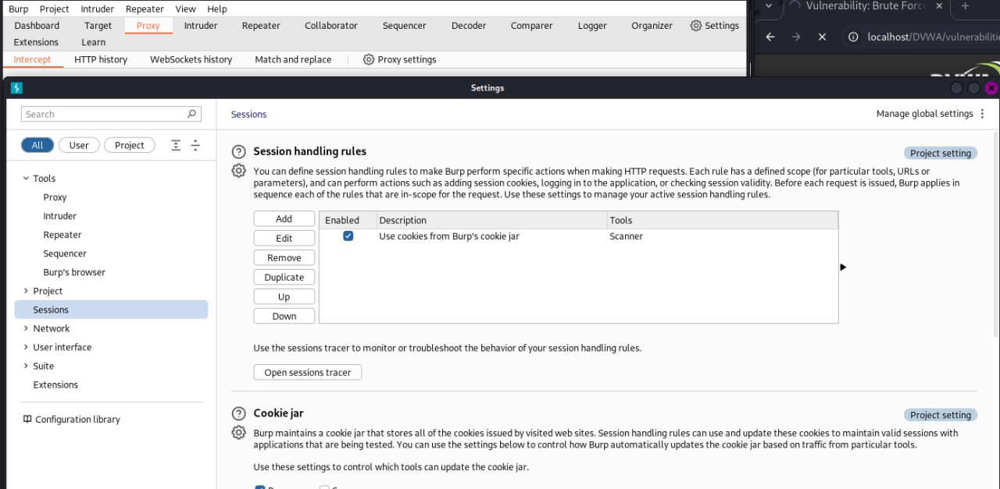 Burp Project Intruder Repeater View Help
Dashboard Target Proxy Intruder Repeater Collaborator Sequencer Decoder Comparer Logger Organizer Settings
Extensions Learn
Intercept HTTP history WebSockets history Match and replace Proxy settings
Vulnerability: Brute Force
localhost/DVWA/vulnerabilitie
DVWA
Settings
Search
All User Project
Tools
Proxy
Intruder
Repeater
Sequencer
Burp's browser
Project
Sessions
Network
User interface
Suite
Extensions
Configuration library
Sessions
Manage global settings
Session handling rules
Project setting
You can define session handling rules to make Burp perform specific actions when making HTTP requests. Each rule has a defined scope (for particular tools, URLs or
parameters), and can perform actions such as adding session cookies, logging in to the application, or checking session validity. Before each request is issued, Burp applies in
sequence each of the rules that are in-scope for the request. Use these settings to manage your active session handling rules.
Add
Edit
Remove
Duplicate
Up
Down
Enabled Description Tools
Use cookies from Burp's cookie jar Scanner
Use the sessions tracer to monitor or troubleshoot the behavior of your session handling rules.
Open sessions tracer
Cookie jar
Project setting
Burp maintains a cookie jar that stores all of the cookies issued by visited web sites. Session handling rules can use and update these cookies to maintain valid sessions with
applications that are being tested. You can use the settings below to control how Burp automatically updates the cookie jar based on traffic from particular tools.
Use these settings to control which tools can update the cookie jar.